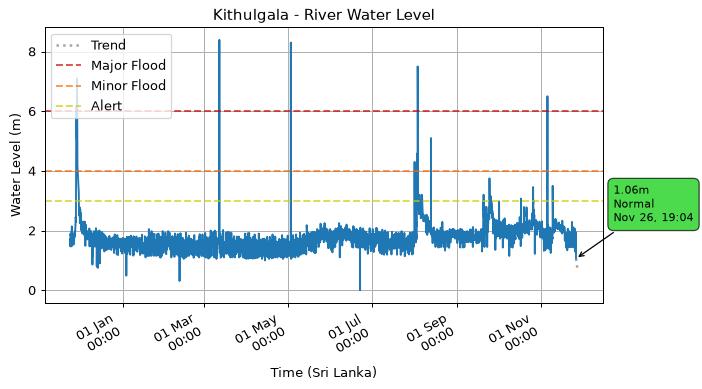 Kithulgala - River Water Level
Trend
Major Flood
Minor Flood
Alert
Water Level (m)
8
6
4
2
0
1.06m
Normal
Nov 26, 19:04
01 Jan
00:00
01 Mar
00:00
01 May
00:00
01 Jul
00:00
01 Sep
00:00
01 Nov
00:00
Time (Sri Lanka)